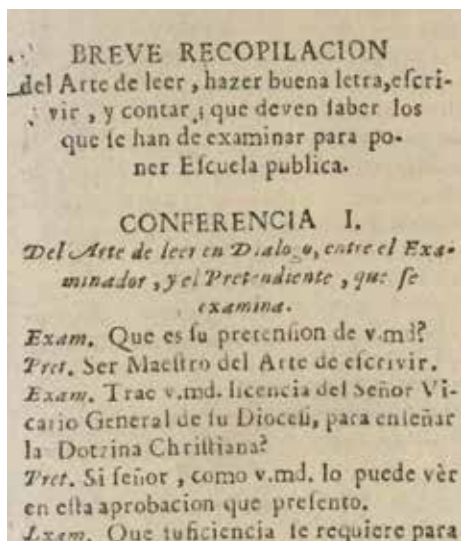 BREVE RECOPILACION
del Arte de leer, hazer buena letra, eſcri-
vir, y contar, que deven ſaber los
que ſe han de examinar para po-
ner Eſcuela publica.
CONFERENCIA I.
Del Arte de leer en Dialogo, entre el Exa-
minador, y el Pretendiente, que ſe
examina.
Exam. Que es ſu pretenſion de v.md?
Pret. Ser Maeſtro del Arte de eſcrivir.
Exam. Trae v.md. licencia del Señor Vi-
cario General de ſu Dioceſi, para enſeñar
la Dotrina Chriſtiana?
Pret. Si ſeñor, como v.md. lo puede vèr
en eſta aprobacion que preſento.
Exam. Que ſuficiencia ſe requiere para